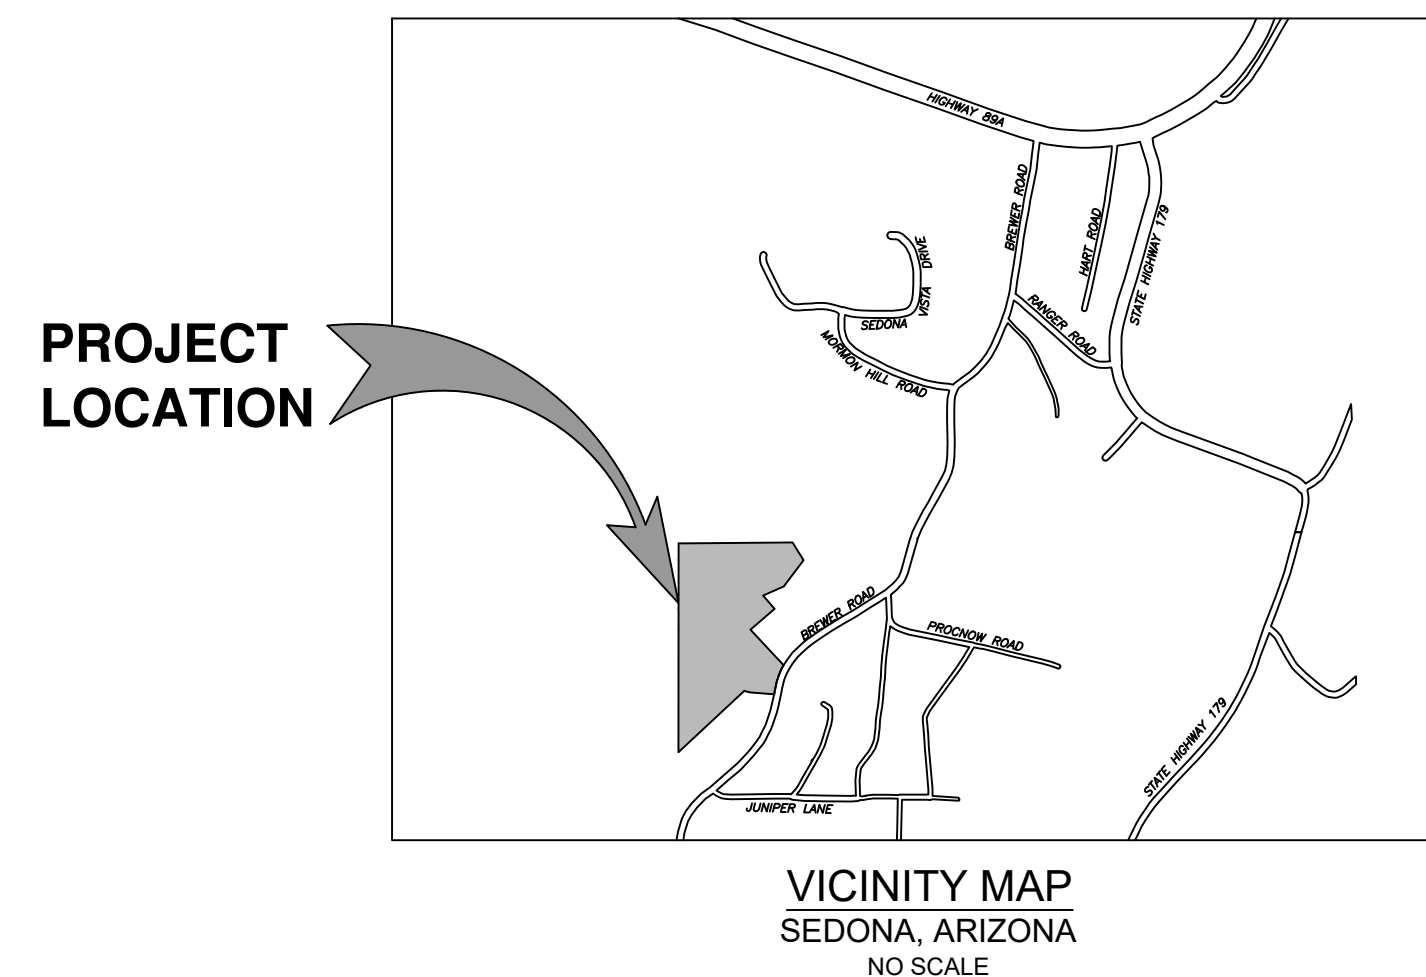 HIGHWAY 89A
BREWER ROAD
HART ROAD
STATE HIGHWAY 179
SEDONA VISTA DRIVE
RANGER ROAD
MORMON HILL ROAD
PROJECT
LOCATION
BREWER ROAD
PROCNOW ROAD
STATE HIGHWAY 179
JUNIPER LANE
VICINITY MAP
SEDONA, ARIZONA
NO SCALE